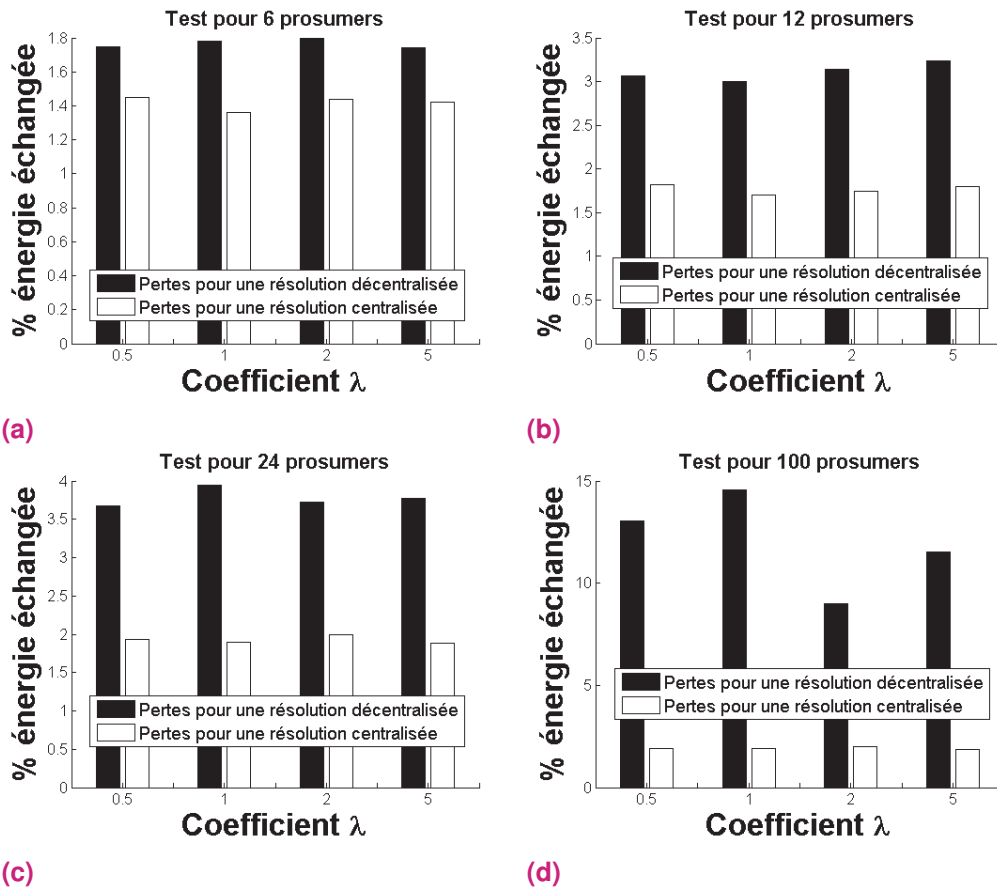 Test pour 6 prosumers
% énergie échangée
1.8
1.6
1.4
1.2
1
0.8
0.6
0.4
0.2
0
Pertes pour une résolution décentralisée
Pertes pour une résolution centralisée
0.5 1 2 5
Coefficient λ
(a)
Test pour 12 prosumers
% énergie échangée
3.5
3
2.5
2
1.5
1
0.5
0
Pertes pour une résolution décentralisée
Pertes pour une résolution centralisée
0.5 1 2 5
Coefficient λ
(b)
Test pour 24 prosumers
% énergie échangée
4
3.5
3
2.5
2
1.5
1
0.5
0
Pertes pour une résolution décentralisée
Pertes pour une résolution centralisée
0.5 1 2 5
Coefficient λ
(c)
Test pour 100 prosumers
% énergie échangée
15
10
5
0
Pertes pour une résolution décentralisée
Pertes pour une résolution centralisée
0.5 1 2 5
Coefficient λ
(d)